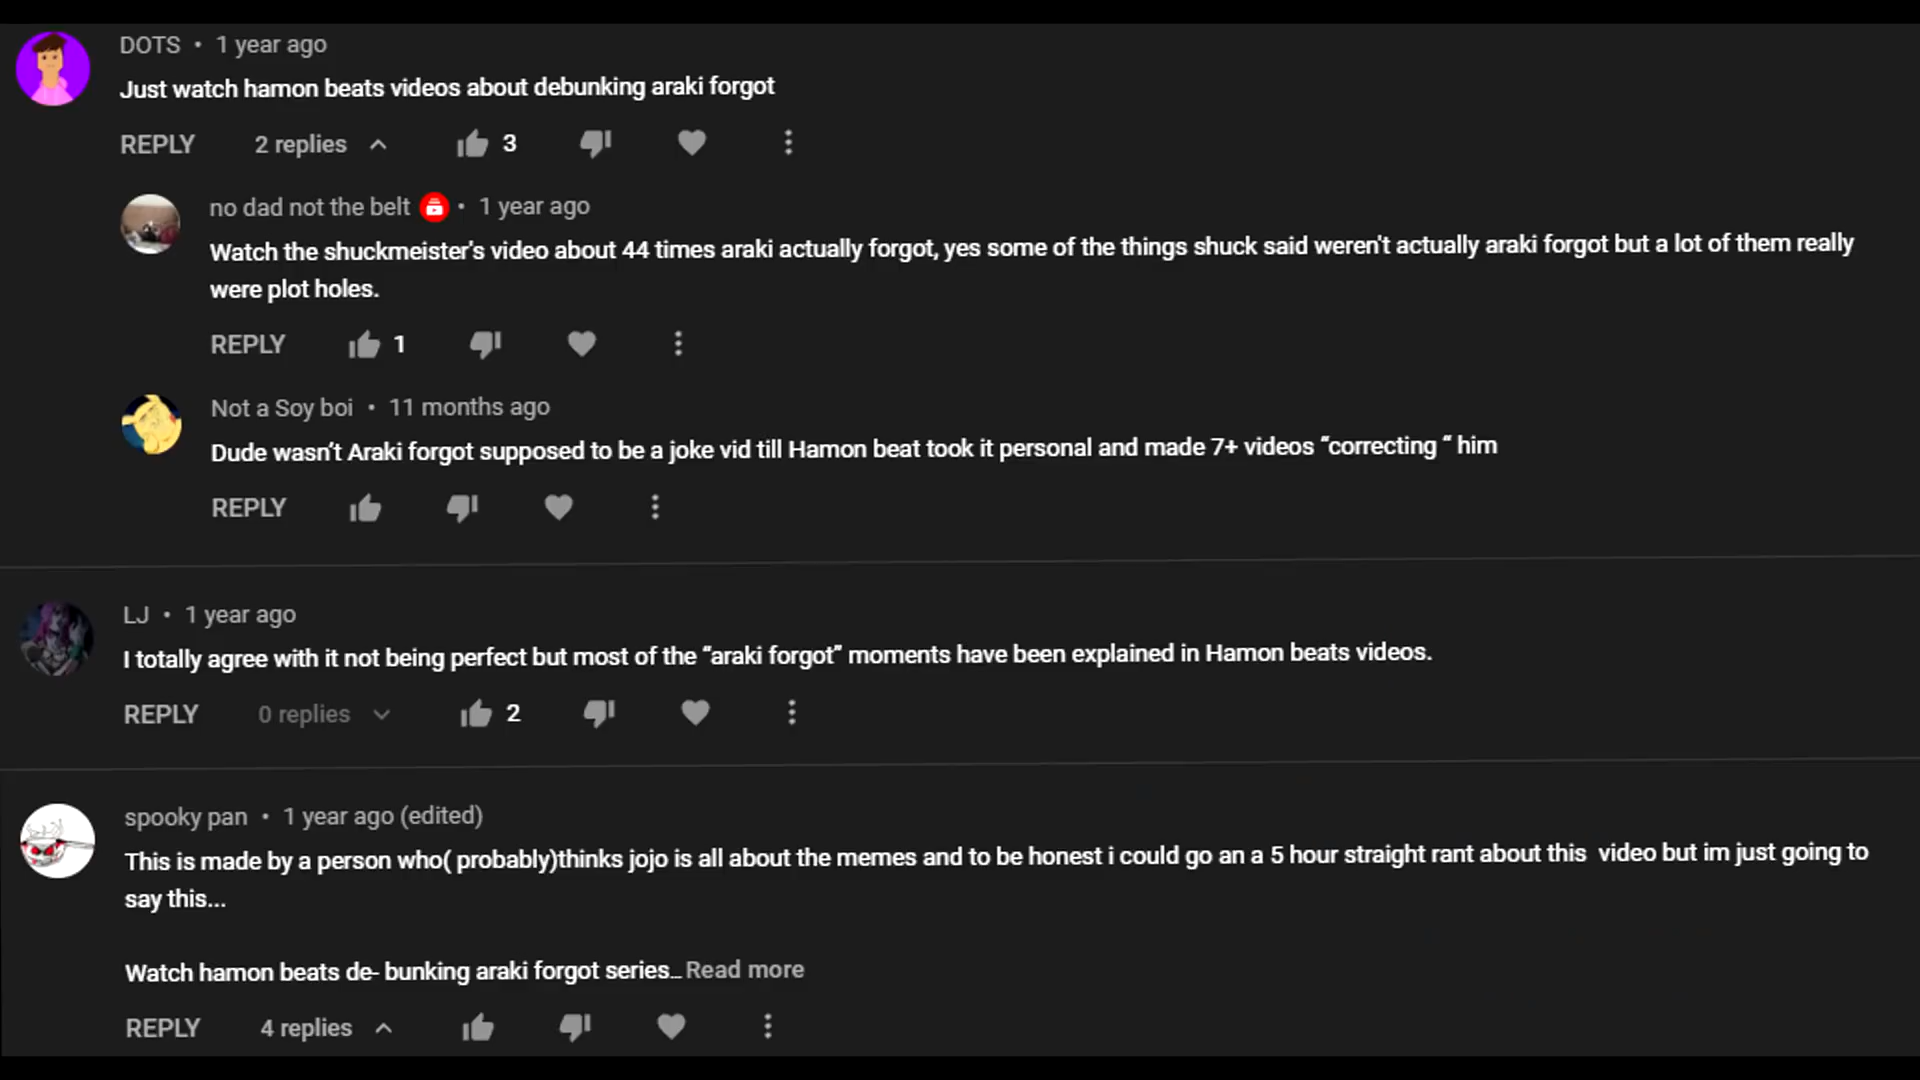 DOTS • 1 year ago
Just watch hamon beats videos about debunking araki forgot
REPLY 2 replies 3
no dad not the belt • 1 year ago
Watch the shuckmeister's video about 44 times araki actually forgot, yes some of the things shuck said weren't actually araki forgot but a lot of them really
were plot holes.
REPLY 1
Not a Soy boi • 11 months ago
Dude wasn’t Araki forgot supposed to be a joke vid till Hamon beat took it personal and made 7+ videos “correcting “ him
REPLY
LJ • 1 year ago
I totally agree with it not being perfect but most of the “araki forgot” moments have been explained in Hamon beats videos.
REPLY 0 replies 2
spooky pan • 1 year ago (edited)
This is made by a person who( probably)thinks jojo is all about the memes and to be honest i could go an a 5 hour straight rant about this video but im just going to
say this...
Watch hamon beats de- bunking araki forgot series... Read more
REPLY 4 replies